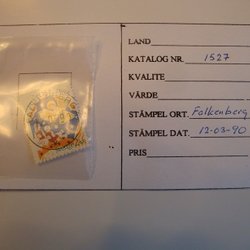 LAND
KATALOG NR. 1527
KVALITE
VÄRDE
STÄMPEL ORT. Falkenberg
STÄMPEL DAT. 12-03-90
PRIS